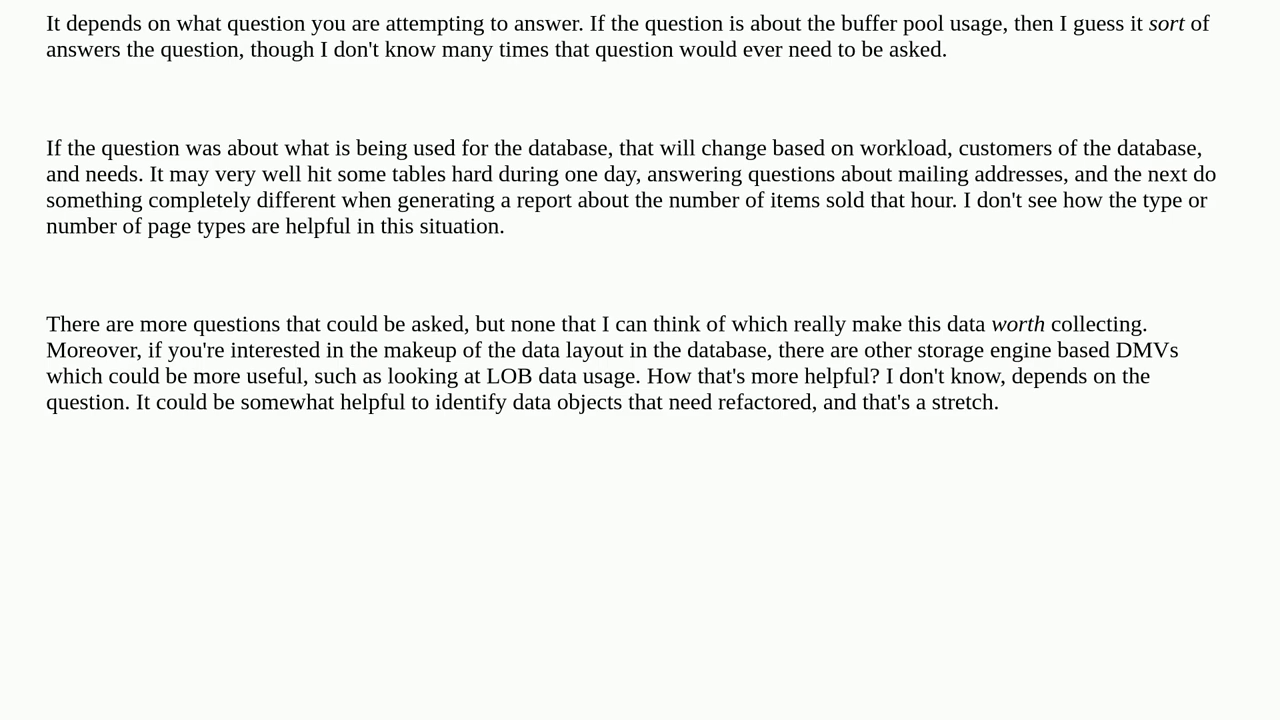 It depends on what question you are attempting to answer. If the question is about the buffer pool usage, then I guess it sort of
answers the question, though I don't know many times that question would ever need to be asked.
If the question was about what is being used for the database, that will change based on workload, customers of the database,
and needs. It may very well hit some tables hard during one day, answering questions about mailing addresses, and the next do
something completely different when generating a report about the number of items sold that hour. I don't see how the type or
number of page types are helpful in this situation.
There are more questions that could be asked, but none that I can think of which really make this data worth collecting.
Moreover, if you're interested in the makeup of the data layout in the database, there are other storage engine based DMVs
which could be more useful, such as looking at LOB data usage. How that's more helpful? I don't know, depends on the
question. It could be somewhat helpful to identify data objects that need refactored, and that's a stretch.